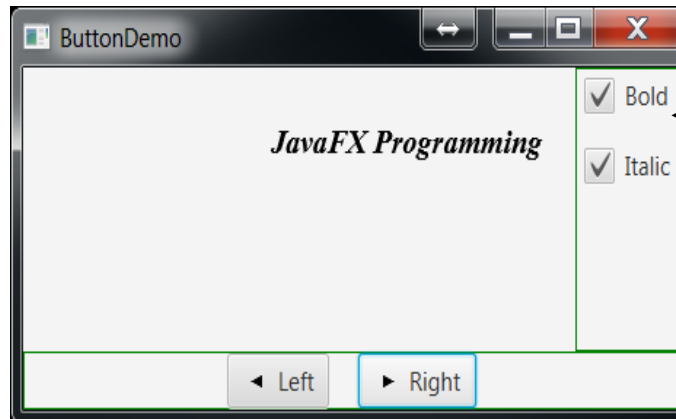 ButtonDemo
Bold
JavaFX Programming
Italic
Left Right